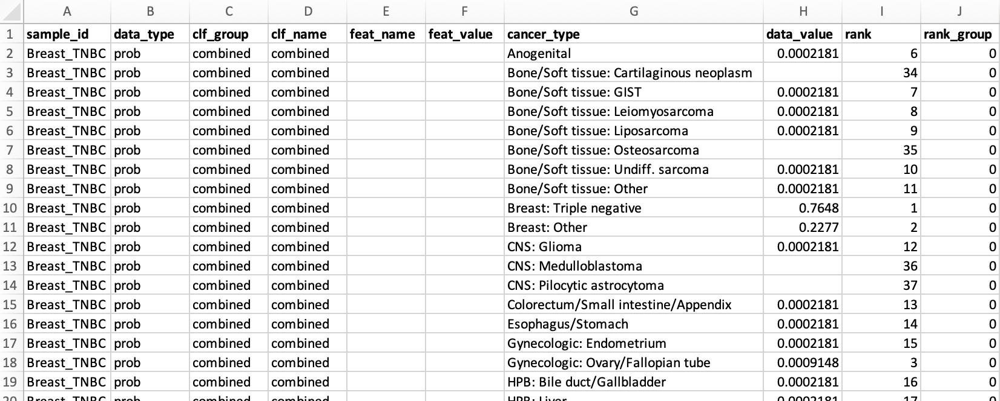 A B C D E F G H I J
1 sample_id data_type clf_group clf_name feat_name feat_value cancer_type data_value rank rank_group
2 Breast_TNBC prob combined combined Anogenital 0.0002181 6 0
3 Breast_TNBC prob combined combined Bone/Soft tissue: Cartilaginous neoplasm 34 0
4 Breast_TNBC prob combined combined Bone/Soft tissue: GIST 0.0002181 7 0
5 Breast_TNBC prob combined combined Bone/Soft tissue: Leiomyosarcoma 0.0002181 8 0
6 Breast_TNBC prob combined combined Bone/Soft tissue: Liposarcoma 0.0002181 9 0
7 Breast_TNBC prob combined combined Bone/Soft tissue: Osteosarcoma 35 0
8 Breast_TNBC prob combined combined Bone/Soft tissue: Undiff. sarcoma 0.0002181 10 0
9 Breast_TNBC prob combined combined Bone/Soft tissue: Other 0.0002181 11 0
10 Breast_TNBC prob combined combined Breast: Triple negative 0.7648 1 0
11 Breast_TNBC prob combined combined Breast: Other 0.2277 2 0
12 Breast_TNBC prob combined combined CNS: Glioma 0.0002181 12 0
13 Breast_TNBC prob combined combined CNS: Medulloblastoma 36 0
14 Breast_TNBC prob combined combined CNS: Pilocytic astrocytoma 37 0
15 Breast_TNBC prob combined combined Colorectum/Small intestine/Appendix 0.0002181 13 0
16 Breast_TNBC prob combined combined Esophagus/Stomach 0.0002181 14 0
17 Breast_TNBC prob combined combined Gynecologic: Endometrium 0.0002181 15 0
18 Breast_TNBC prob combined combined Gynecologic: Ovary/Fallopian tube 0.0009148 3 0
19 Breast_TNBC prob combined combined HPB: Bile duct/Gallbladder 0.0002181 16 0
20 Breast_TNBC prob combined combined HPB: Liver 0.0002181 17 0